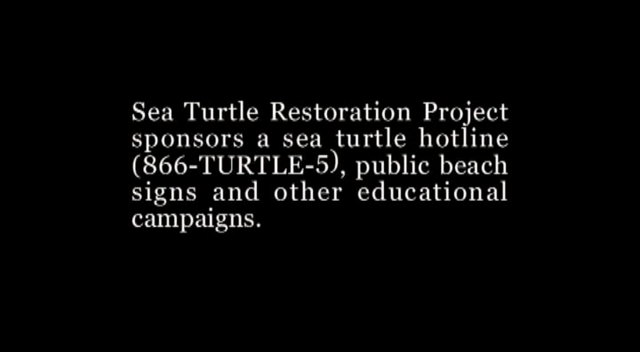 Sea Turtle Restoration Project
sponsors a sea turtle hotline
(866-TURTLE-5), public beach
signs and other educational
campaigns.